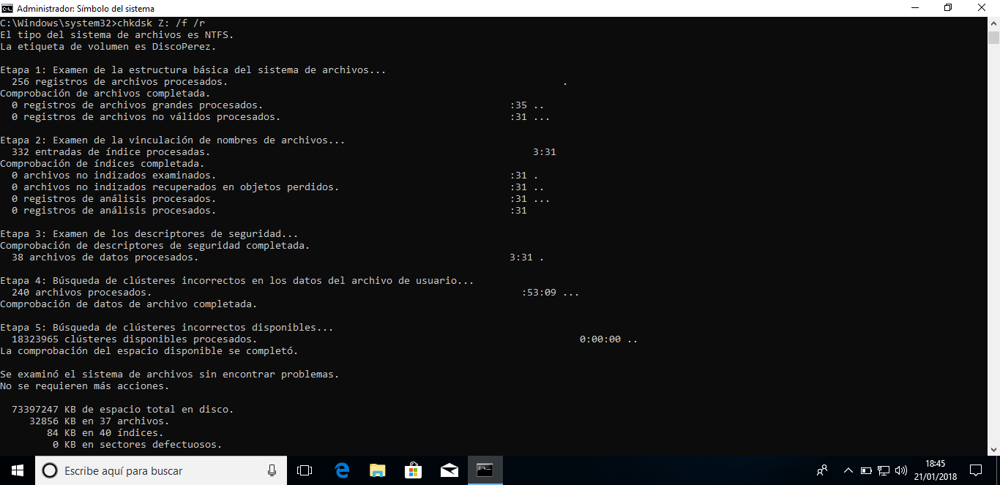 Administrador: Símbolo del sistema
C:\Windows\system32>chkdsk Z: /f /r
El tipo del sistema de archivos es NTFS.
La etiqueta de volumen es DiscoPerez.
Etapa 1: Examen de la estructura básica del sistema de archivos...
256 registros de archivos procesados. .
Comprobación de archivos completada.
0 registros de archivos grandes procesados. :35 ..
0 registros de archivos no válidos procesados. :31 ...
Etapa 2: Examen de la vinculación de nombres de archivos...
332 entradas de índice procesadas. 3:31
Comprobación de índices completada.
0 archivos no indizados examinados. :31 .
0 archivos no indizados recuperados en objetos perdidos. :31 ..
0 registros de análisis procesados. :31 ...
0 registros de análisis procesados. :31
Etapa 3: Examen de los descriptores de seguridad...
Comprobación de descriptores de seguridad completada.
38 archivos de datos procesados. 3:31 .
Etapa 4: Búsqueda de clústeres incorrectos en los datos del archivo de usuario...
240 archivos procesados. :53:09 ...
Comprobación de datos de archivo completada.
Etapa 5: Búsqueda de clústeres incorrectos disponibles...
18323965 clústeres disponibles procesados. 0:00:00 ..
La comprobación del espacio disponible se completó.
Se examinó el sistema de archivos sin encontrar problemas.
No se requieren más acciones.
73397247 KB de espacio total en disco.
32856 KB en 37 archivos.
84 KB en 40 índices.
0 KB en sectores defectuosos.
Escribe aquí para buscar
18:45
21/01/2018